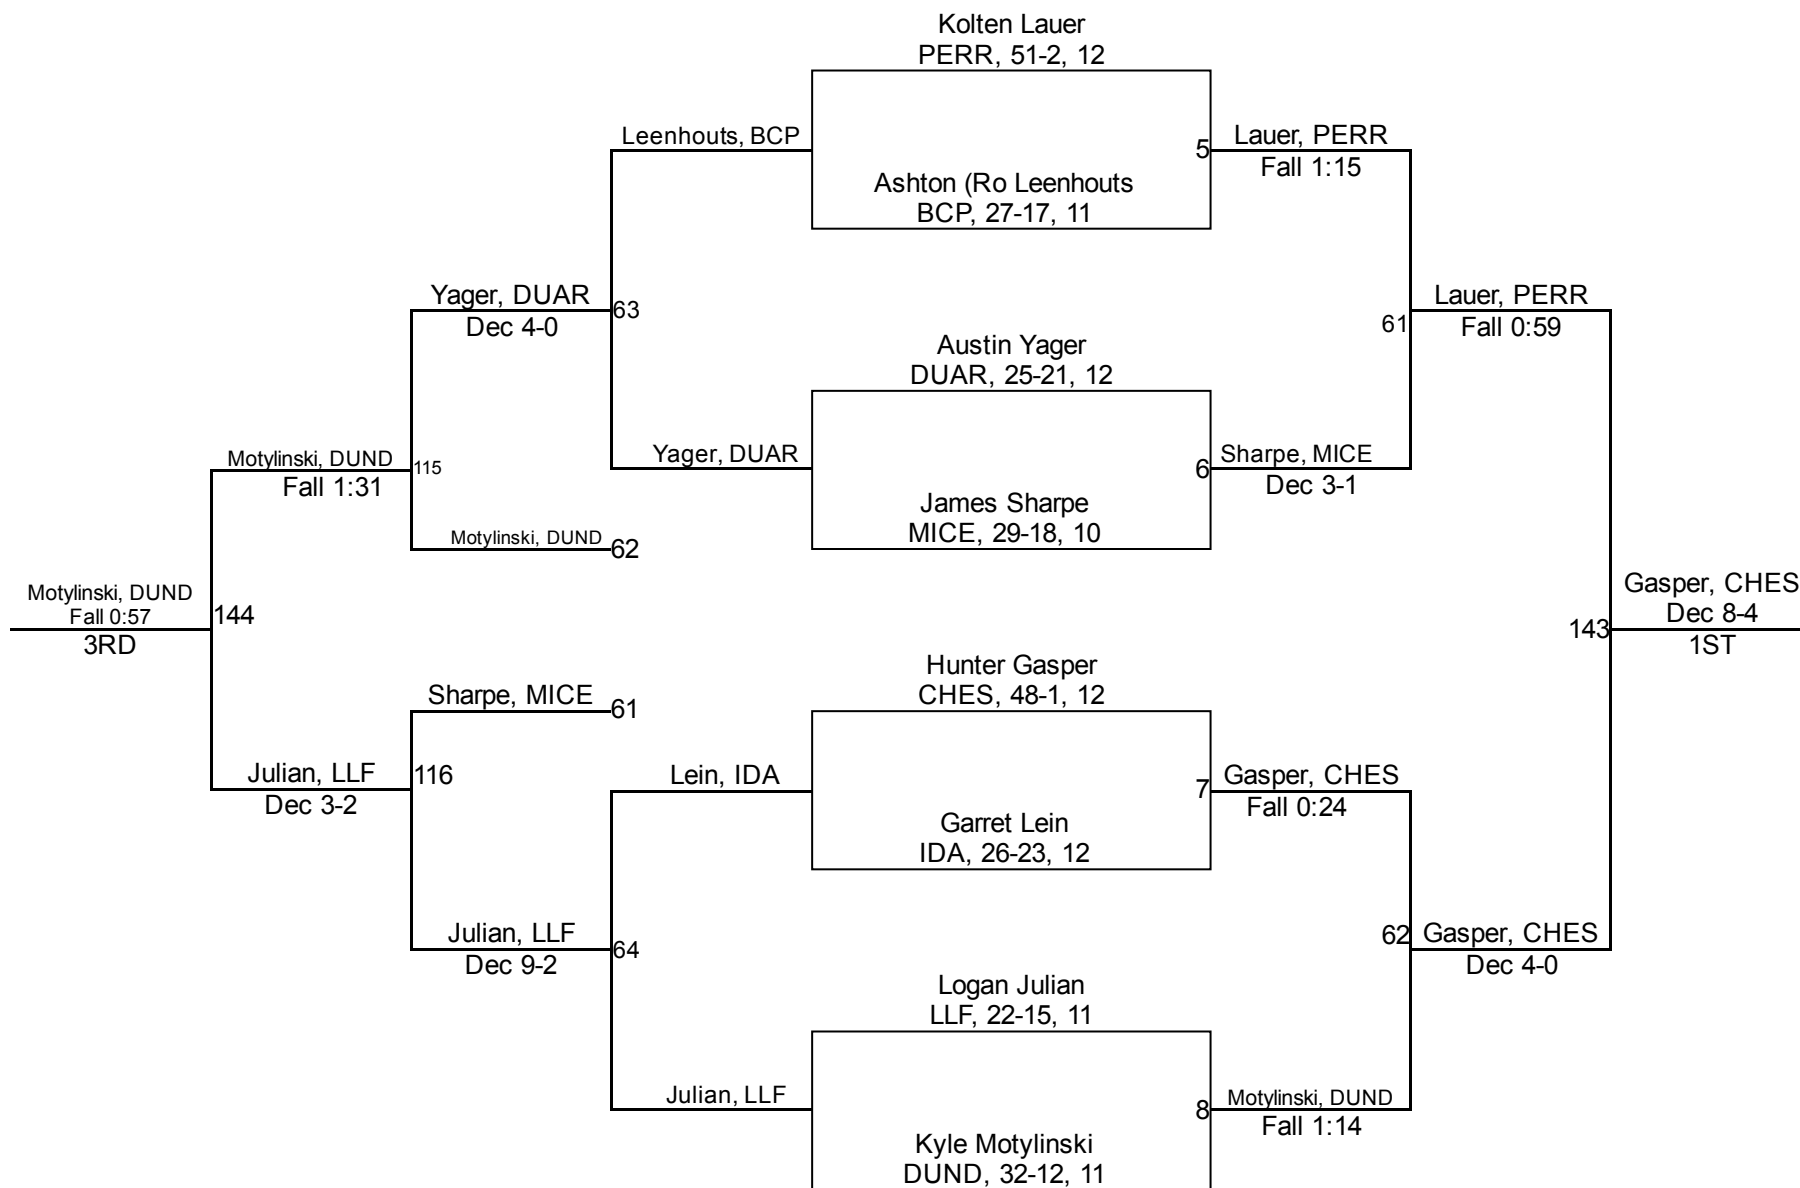 Kolten Lauer
PERR, 51-2, 12
Leenhouts, BCP
5
Lauer, PERR
Fall 1:15
Ashton (Ro Leenhouts
BCP, 27-17, 11
Yager, DUAR
Dec 4-0
63
61
Lauer, PERR
Fall 0:59
Austin Yager
DUAR, 25-21, 12
Motylinski, DUND
Fall 1:31
115
Yager, DUAR
6
Sharpe, MICE
Dec 3-1
James Sharpe
MICE, 29-18, 10
Motylinski, DUND
62
Motylinski, DUND
Fall 0:57
3RD
144
143
Gasper, CHES
Dec 8-4
1ST
Hunter Gasper
CHES, 48-1, 12
Sharpe, MICE
61
Julian, LLF
Dec 3-2
116
Lein, IDA
7
Gasper, CHES
Fall 0:24
Garret Lein
IDA, 26-23, 12
Julian, LLF
Dec 9-2
64
62
Gasper, CHES
Dec 4-0
Logan Julian
LLF, 22-15, 11
Julian, LLF
8
Motylinski, DUND
Fall 1:14
Kyle Motylinski
DUND, 32-12, 11